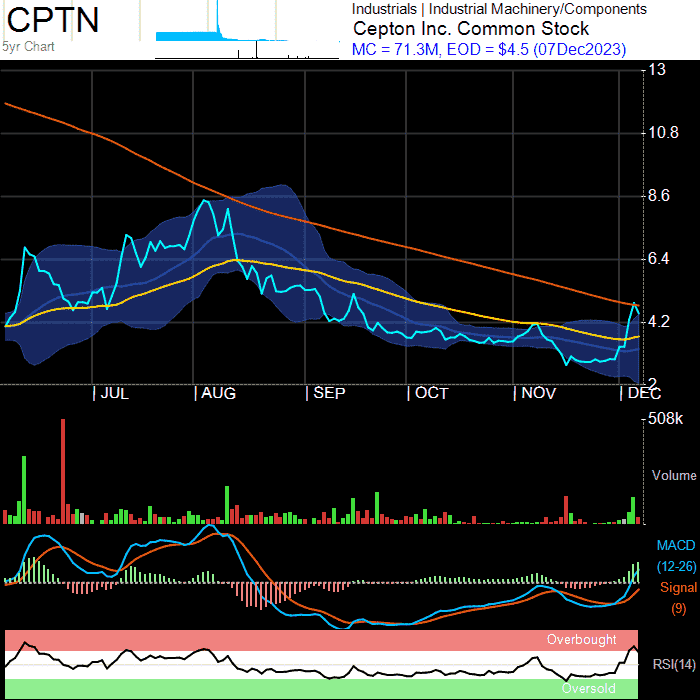 CPTN
5yr Chart
Industrials | Industrial Machinery/Components
Cepton Inc. Common Stock
MC = 71.3M, EOD = $4.5 (07Dec2023)
13
10.8
8.6
6.4
4.2
2
JUL
AUG
SEP
OCT
NOV
DEC
508k
Volume
MACD
(12-26)
Signal
(9)
Overbought
RSI(14)
Oversold